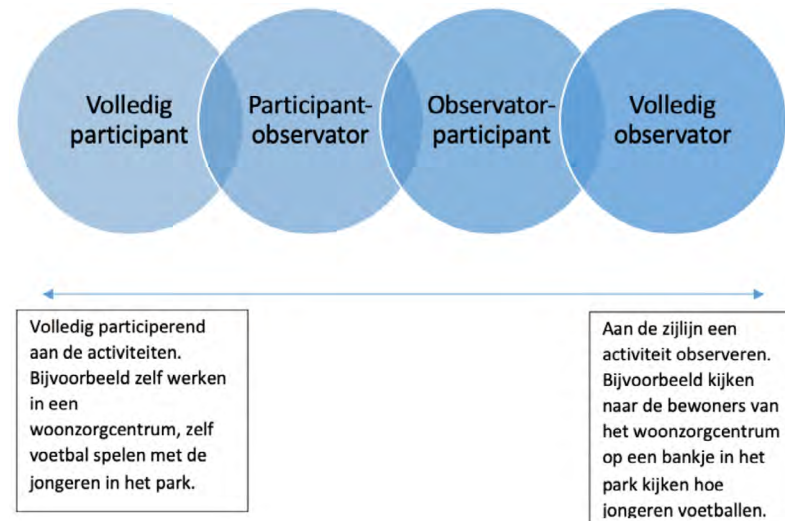 Volledig
participant
Participant-
observator
Observator-
participant
Volledig
observator
Volledig participerend
aan de activiteiten.
Bijvoorbeeld zelf werken
in een
woonzorgcentrum, zelf
voetbal spelen met de
jongeren in het park.
Aan de zijlijn een
activiteit observeren.
Bijvoorbeeld kijken
naar de bewoners van
het woonzorgcentrum
op een bankje in het
park kijken hoe
jongeren voetballen.